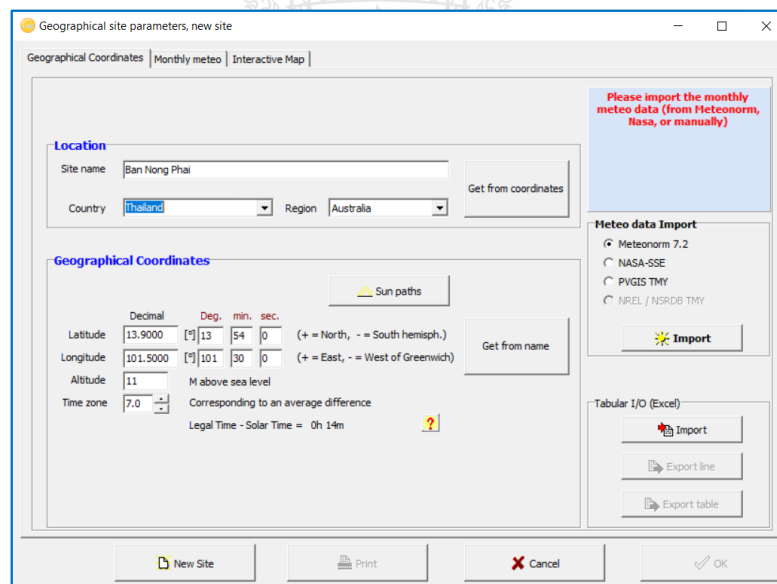 Geographical site parameters, new site
Geographical Coordinates Monthly meteo Interactive Map
Please import the monthly
meteo data (from Meteonorm,
Nasa, or manually)
Location
Site name Ban Nong Phai
Get from coordinates
Country Thailand Region Australia
Meteo data Import
Meteonorm 7.2
NASA-SSE
PVGIS TMY
NREL / NSRDB TMY
Import
Geographical Coordinates
Sun paths
Decimal Deg. min. sec.
Latitude 13.9000 [°] 13 54 0 (+ = North, - = South hemisph.)
Longitude 101.5000 [°] 101 30 0 (+ = East, - = West of Greenwich)
Get from name
Altitude 11 M above sea level
Time zone 7.0 Corresponding to an average difference
Legal Time - Solar Time = 0h 14m ?
Tabular I/O (Excel)
Import
Export line
Export table
New Site Print Cancel OK